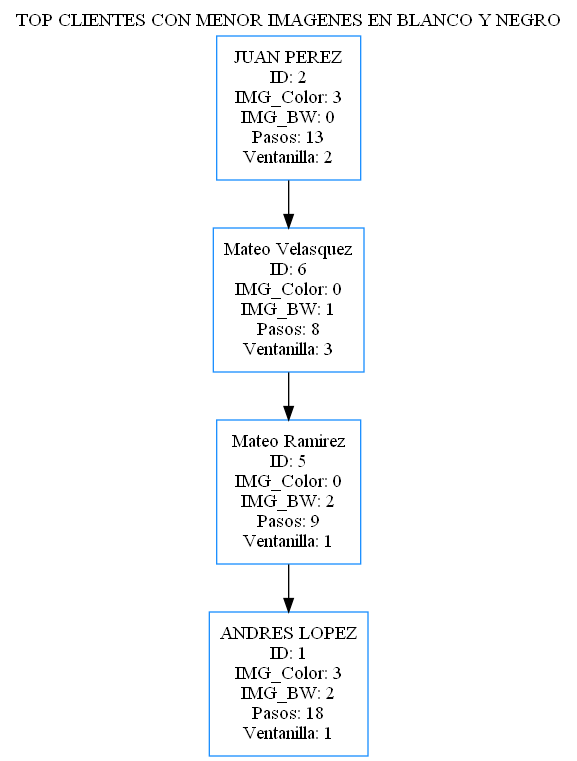 TOP CLIENTES CON MENOR IMAGENES EN BLANCO Y NEGRO
JUAN PEREZ
ID: 2
IMG_Color: 3
IMG_BW: 0
Pasos: 13
Ventanilla: 2
Mateo Velasquez
ID: 6
IMG_Color: 0
IMG_BW: 1
Pasos: 8
Ventanilla: 3
Mateo Ramirez
ID: 5
IMG_Color: 0
IMG_BW: 2
Pasos: 9
Ventanilla: 1
ANDRES LOPEZ
ID: 1
IMG_Color: 3
IMG_BW: 2
Pasos: 18
Ventanilla: 1